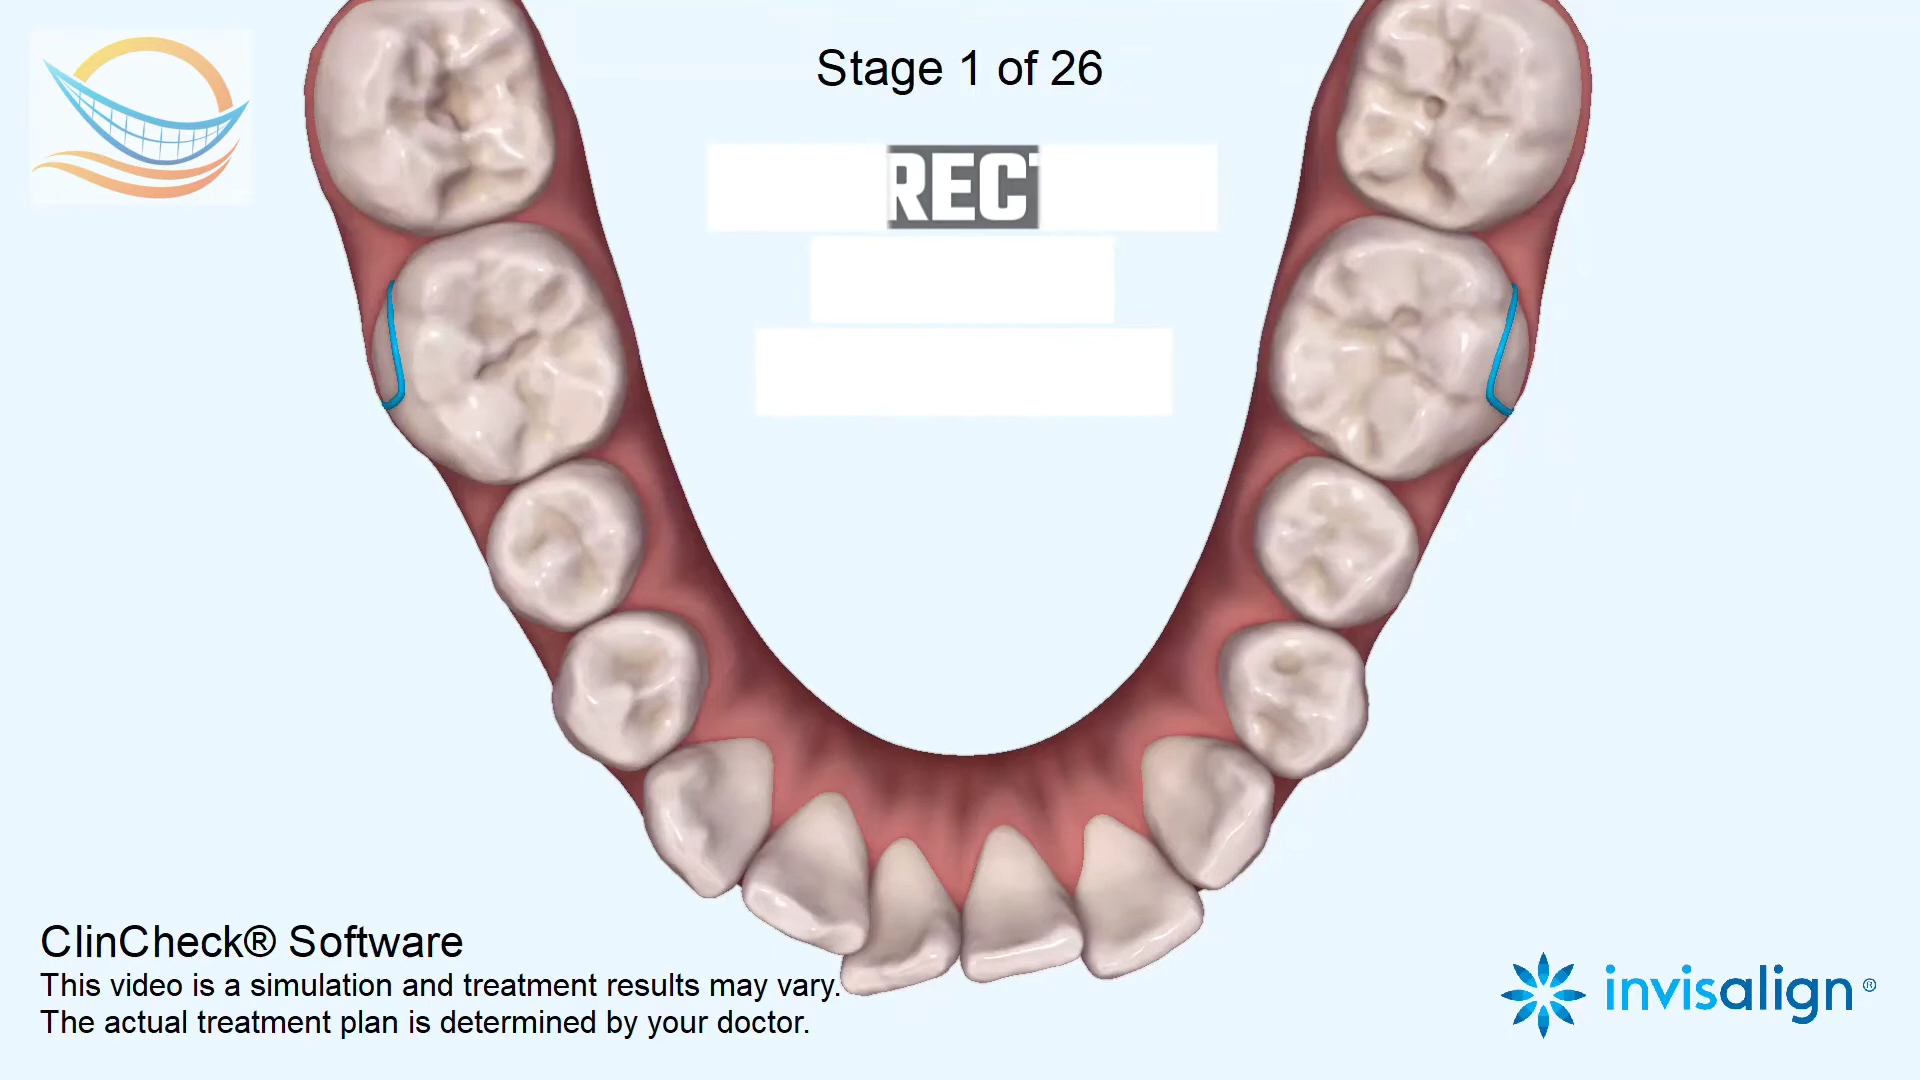 Stage 1 of 26
REC
ClinCheck® Software
This video is a simulation and treatment results may vary.
The actual treatment plan is determined by your doctor.
invisalign®